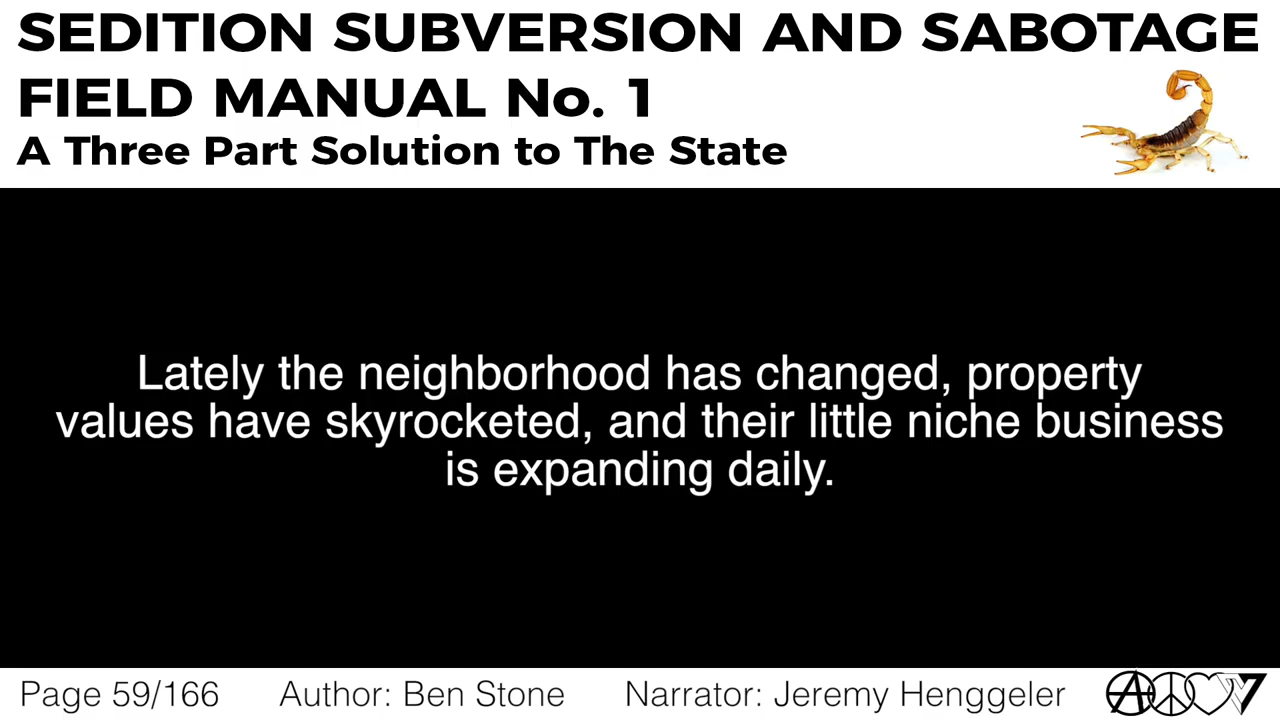 SEDITION SUBVERSION AND SABOTAGE
FIELD MANUAL No. 1
A Three Part Solution to The State
Lately the neighborhood has changed, property
values have skyrocketed, and their little niche business
is expanding daily.
Page 59/166 Author: Ben Stone Narrator: Jeremy Henggeler